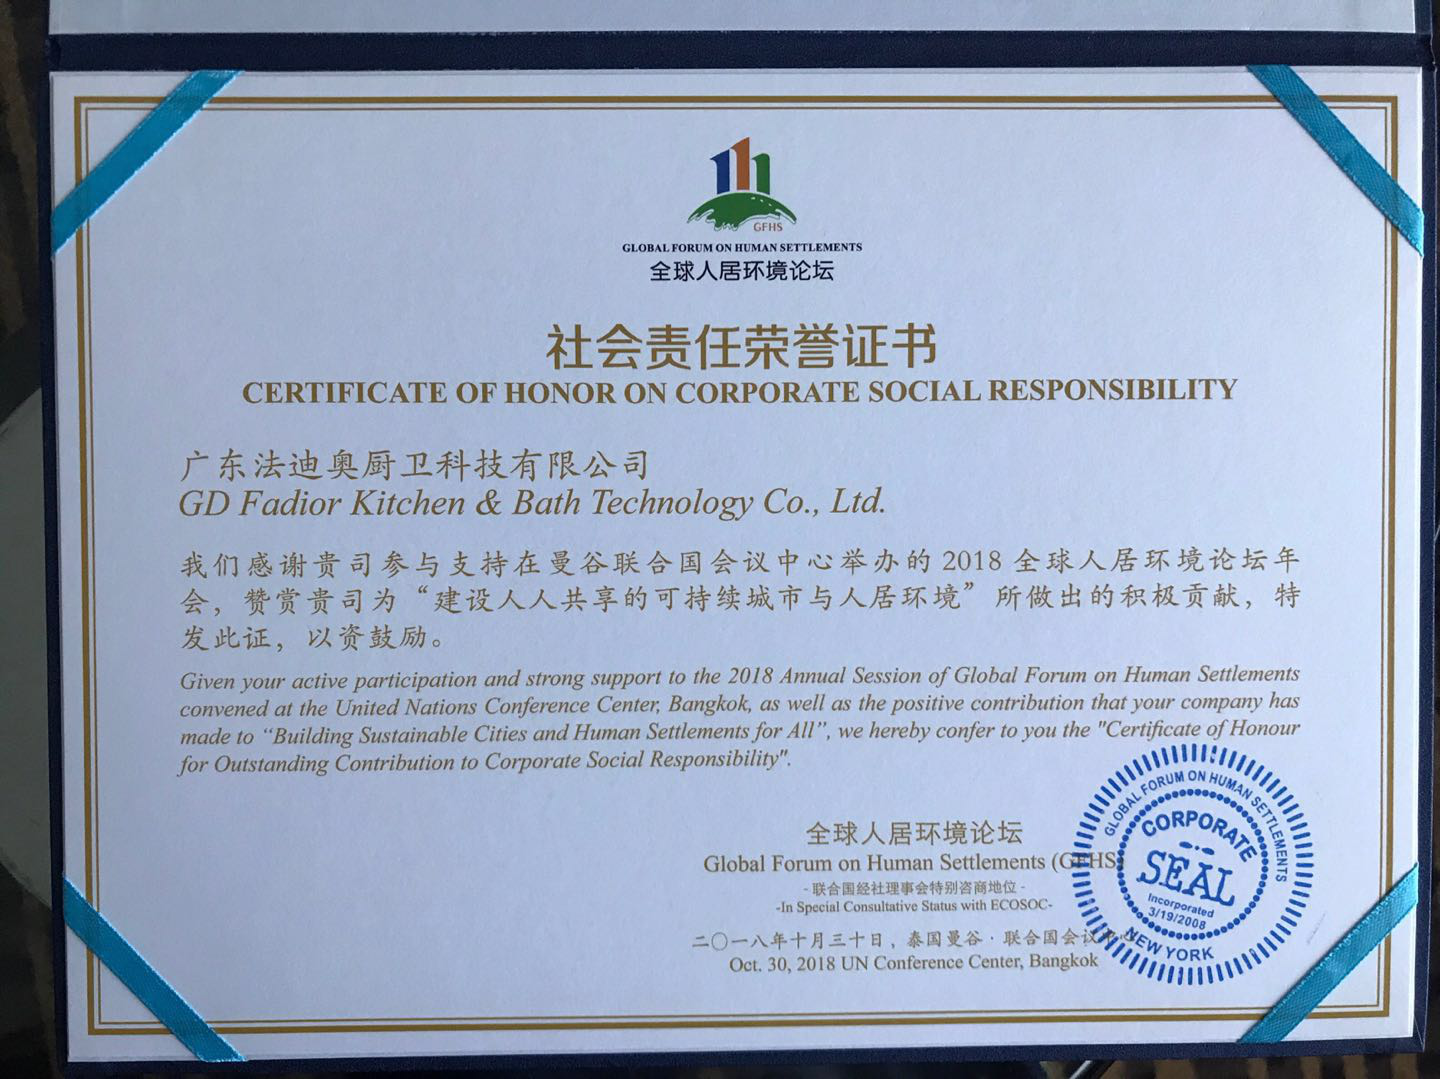 GFHS
GLOBAL FORUM ON HUMAN SETTLEMENTS
全球人居环境论坛
社会责任荣誉证书
CERTIFICATE OF HONOR ON CORPORATE SOCIAL RESPONSIBILITY
广东法迪奥厨卫科技有限公司
GD Fadior Kitchen & Bath Technology Co., Ltd.
我们感谢贵司参与支持在曼谷联合国会议中心举办的 2018 全球人居环境论坛年
会，赞赏贵司为“建设人人共享的可持续城市与人居环境”所做出的积极贡献，特
发此证，以资鼓励。
Given your active participation and strong support to the 2018 Annual Session of Global Forum on Human Settlements
convened at the United Nations Conference Center, Bangkok, as well as the positive contribution that your company has
made to “Building Sustainable Cities and Human Settlements for All”, we hereby confer to you the "Certificate of Honour
for Outstanding Contribution to Corporate Social Responsibility".
全球人居环境论坛
Global Forum on Human Settlements (GFHS)
- 联合国经社理事会特别咨商地位 -
-In Special Consultative Status with ECOSOC-
二〇一八年十月三十日，泰国曼谷·联合国会议中心
Oct. 30, 2018 UN Conference Center, Bangkok
GLOBAL FORUM ON HUMAN SETTLEMENTS
CORPORATE
SEAL
Incorporated
3/19/2008
NEW YORK